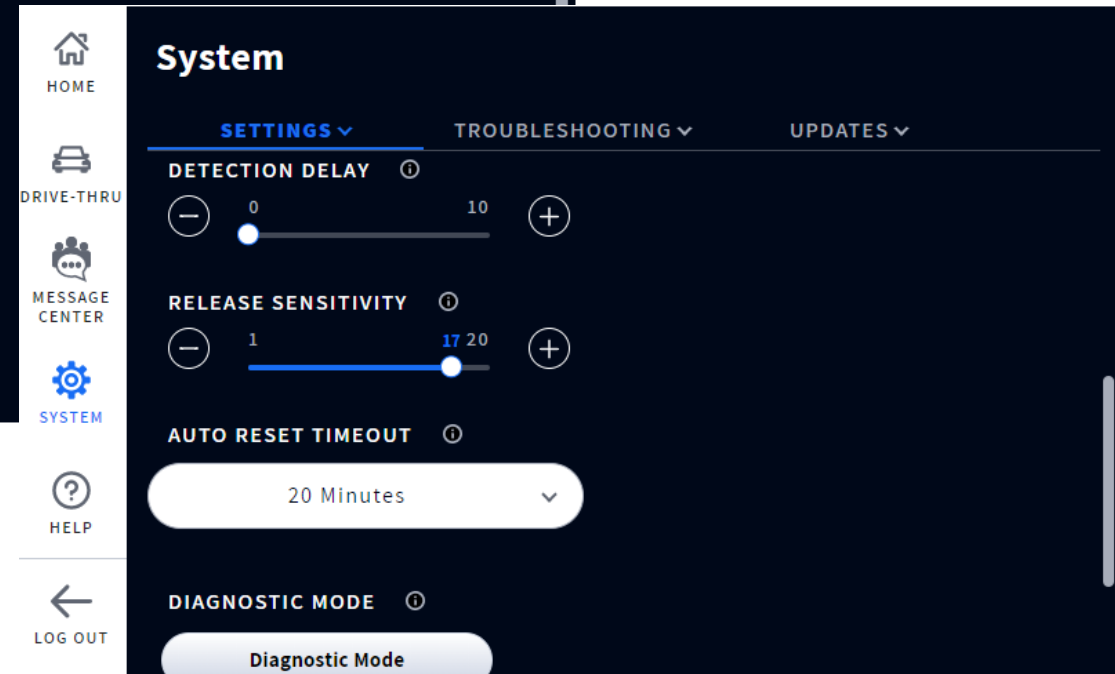 HOME
DRIVE-THRU
MESSAGE
CENTER
SYSTEM
HELP
LOG OUT
System
SETTINGS TROUBLESHOOTING UPDATES
DETECTION DELAY
0 10
RELEASE SENSITIVITY
1 17 20
AUTO RESET TIMEOUT
20 Minutes
DIAGNOSTIC MODE
Diagnostic Mode